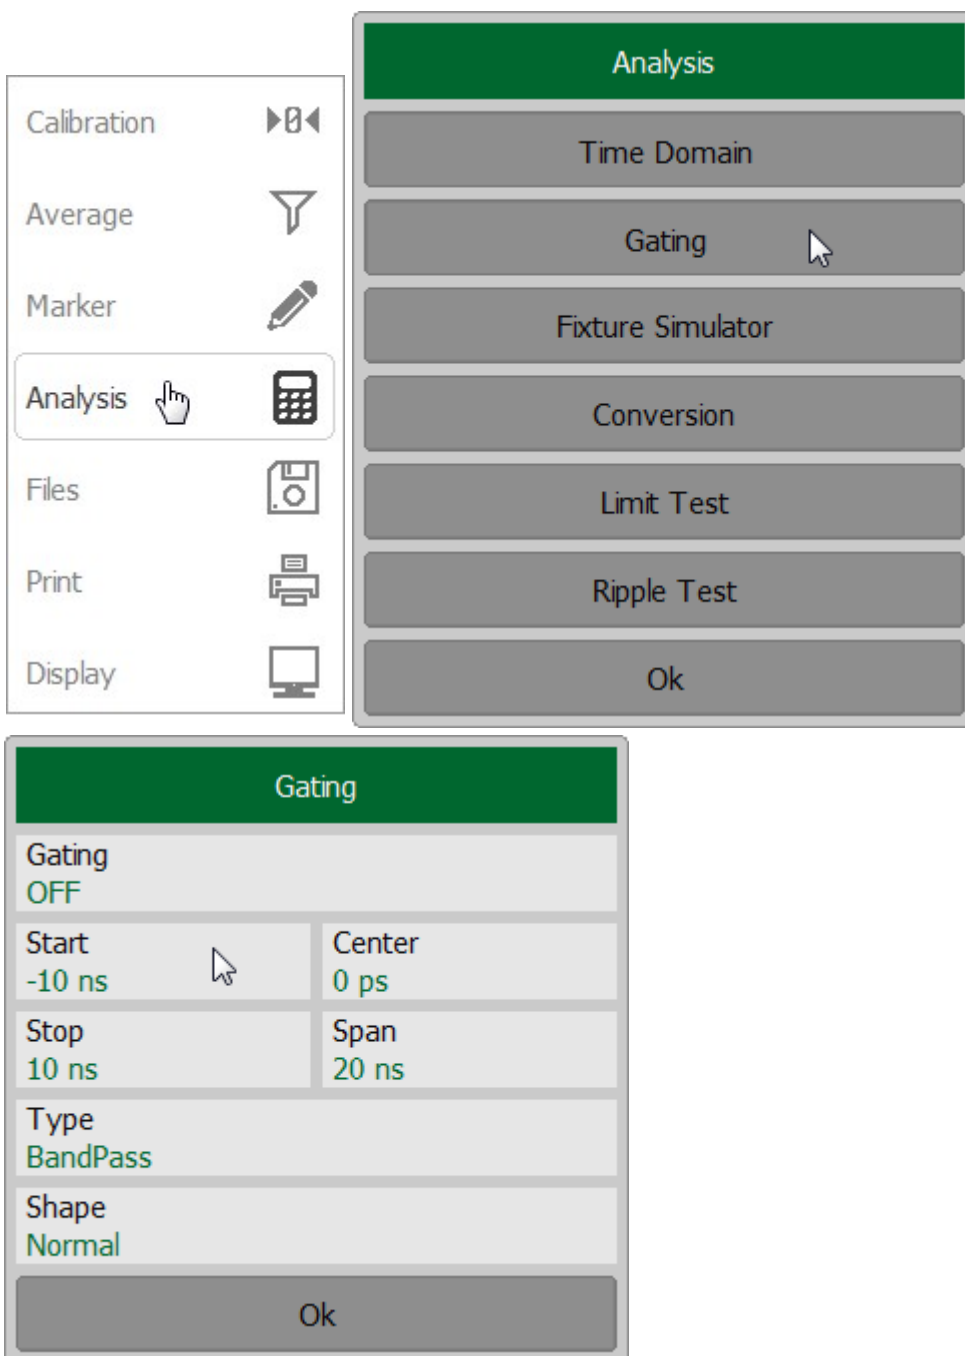 Calibration
Average
Marker
Analysis
Files
Print
Display
Analysis
Time Domain
Gating
Fixture Simulator
Conversion
Limit Test
Ripple Test
Ok
Gating
Gating
OFF
Start
-10 ns
Center
0 ps
Stop
10 ns
Span
20 ns
Type
BandPass
Shape
Normal
Ok